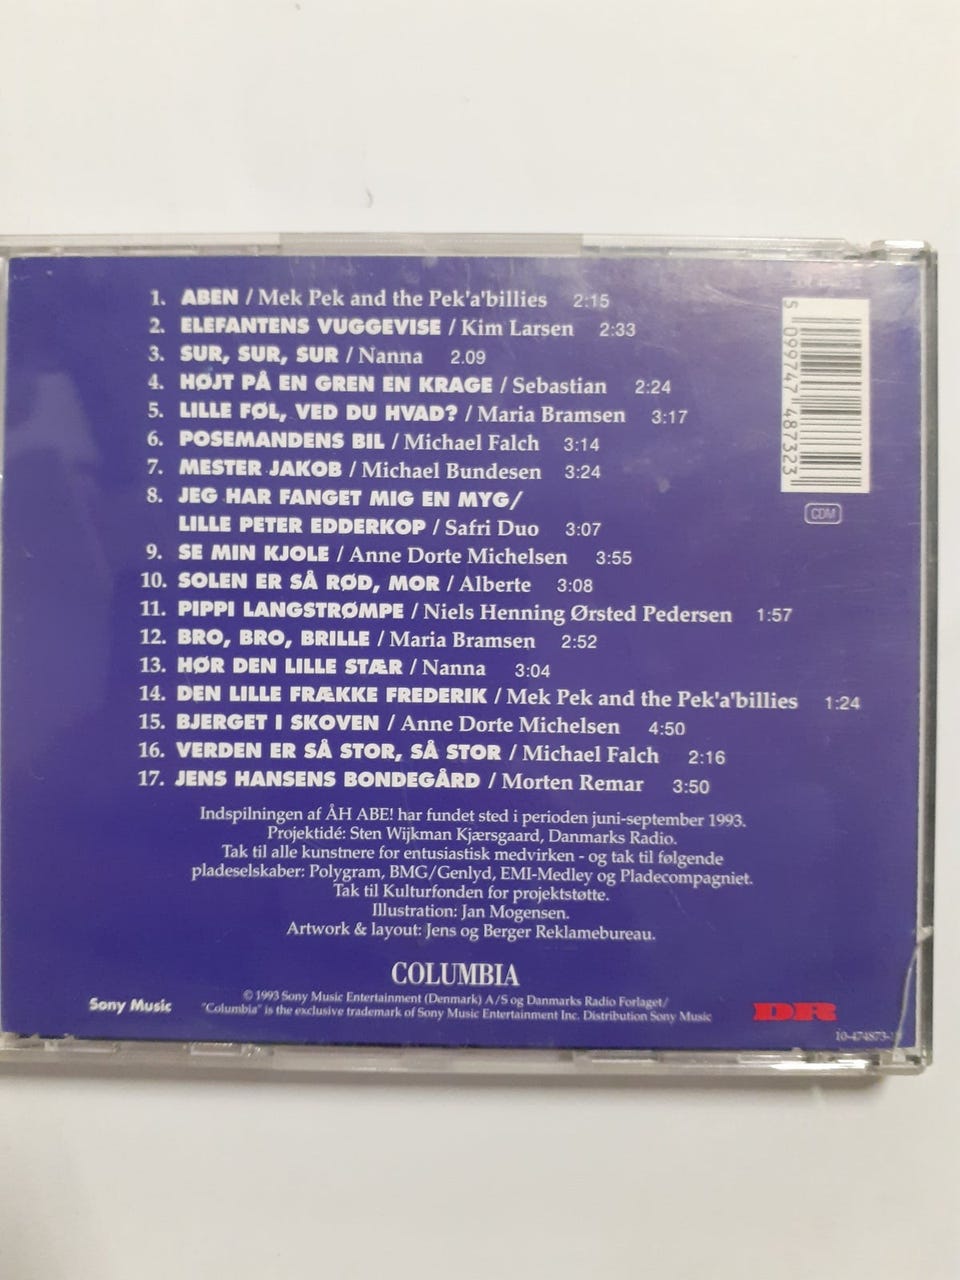 1. ABEN / Mek Pek and the Pek'a'billies 2:15
2. ELEFANTENS VUGGEVISE / Kim Larsen 2:33
3. SUR, SUR, SUR / Nanna 2.09
4. HØJT PÅ EN GREN EN KRAGE / Sebastian 2:24
5. LILLE FØL, VED DU HVAD? / Maria Bramsen 3:17
6. POSEMANDENS BIL / Michael Falch 3:14
7. MESTER JAKOB / Michael Bundesen 3:24
8. JEG HAR FANGET MIG EN MYG/
LILLE PETER EDDERKOP / Safri Duo 3:07
9. SE MIN KJOLE / Anne Dorte Michelsen 3:55
10. SOLEN ER SÅ RØD, MOR / Alberte 3:08
11. PIPPI LANGSTRØMPE / Niels Henning Ørsted Pedersen 1:57
12. BRO, BRO, BRILLE / Maria Bramsen 2:52
13. HØR DEN LILLE STÆR / Nanna 3:04
14. DEN LILLE FRÆKKE FREDERIK / Mek Pek and the Pek'a'billies 1:24
15. BJERGET I SKOVEN / Anne Dorte Michelsen 4:50
16. VERDEN ER SÅ STOR, SÅ STOR / Michael Falch 2:16
17. JENS HANSENS BONDEGÅRD / Morten Remar 3:50
Indspilningen af ÅH ABE! har fundet sted i perioden juni-september 1993.
Projektidé: Sten Wijkman Kjærsgaard, Danmarks Radio.
Tak til alle kunstnere for entusiastisk medvirken - og tak til følgende
pladeselskaber: Polygram, BMG/Genlyd, EMI-Medley og Pladecompagniet.
Tak til Kulturfonden for projektstøtte.
Illustration: Jan Mogensen.
Artwork & layout: Jens og Berger Reklamebureau.
COLUMBIA
Sony Music
© 1993 Sony Music Entertainment (Denmark) A/S og Danmarks Radio Forlaget/
"Columbia" is the exclusive trademark of Sony Music Entertainment Inc. Distribution Sony Music
DR
5 099747 487323
CDM